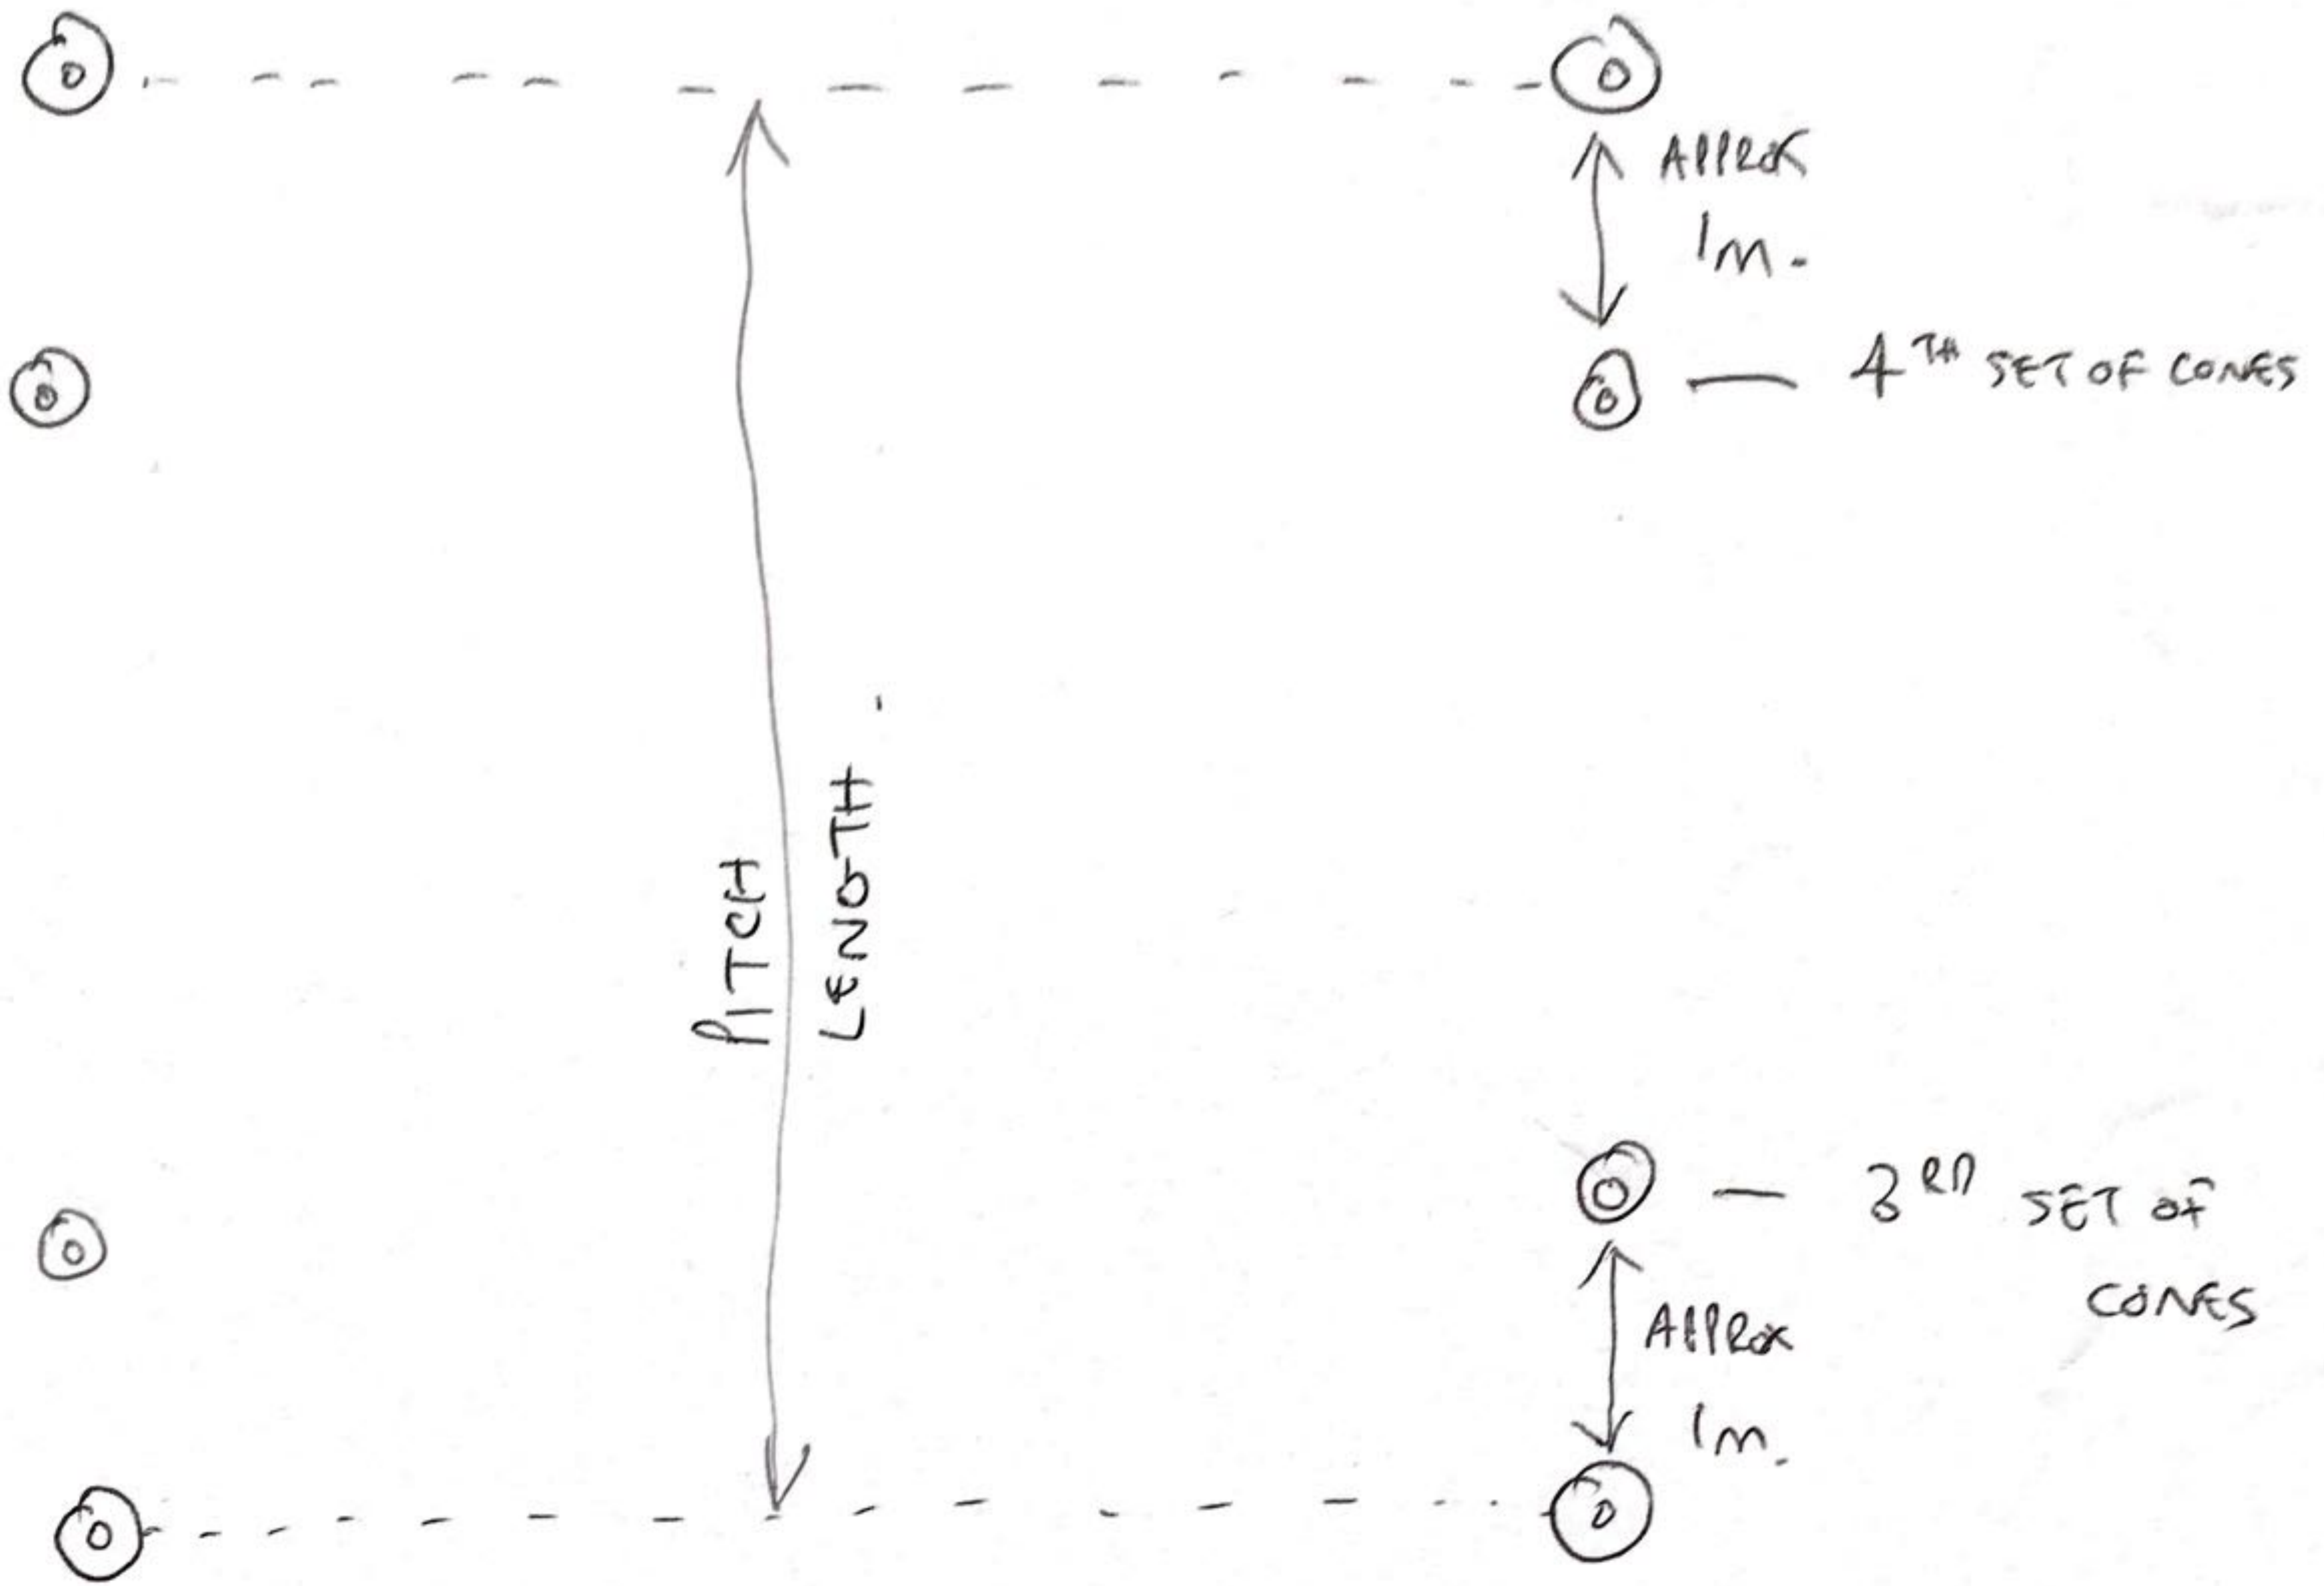 APPROX
1M.
4TH SET OF CONES
PITCH
LENGTH.
3RD SET OF
CONES
APPROX
1M.